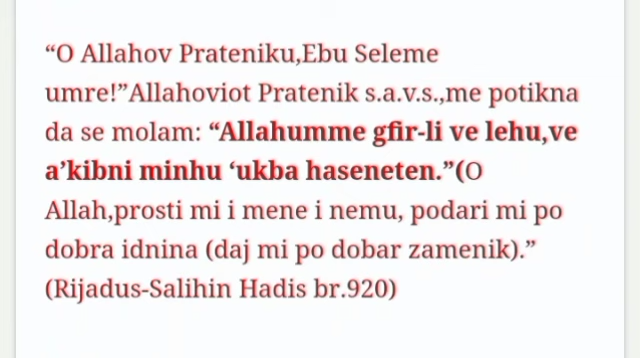 “O Allahov Prateniku,Ebu Seleme
umre!”Allahoviot Pratenik s.a.v.s.,me potikna
da se molam: “Allahumme gfir-li ve lehu,ve
a’kibni minhu ‘ukba haseneten.”(O
Allah,prosti mi i mene i nemu, podari mi po
dobra idnina (daj mi po dobar zamenik).”
(Rijadus-Salihin Hadis br.920)